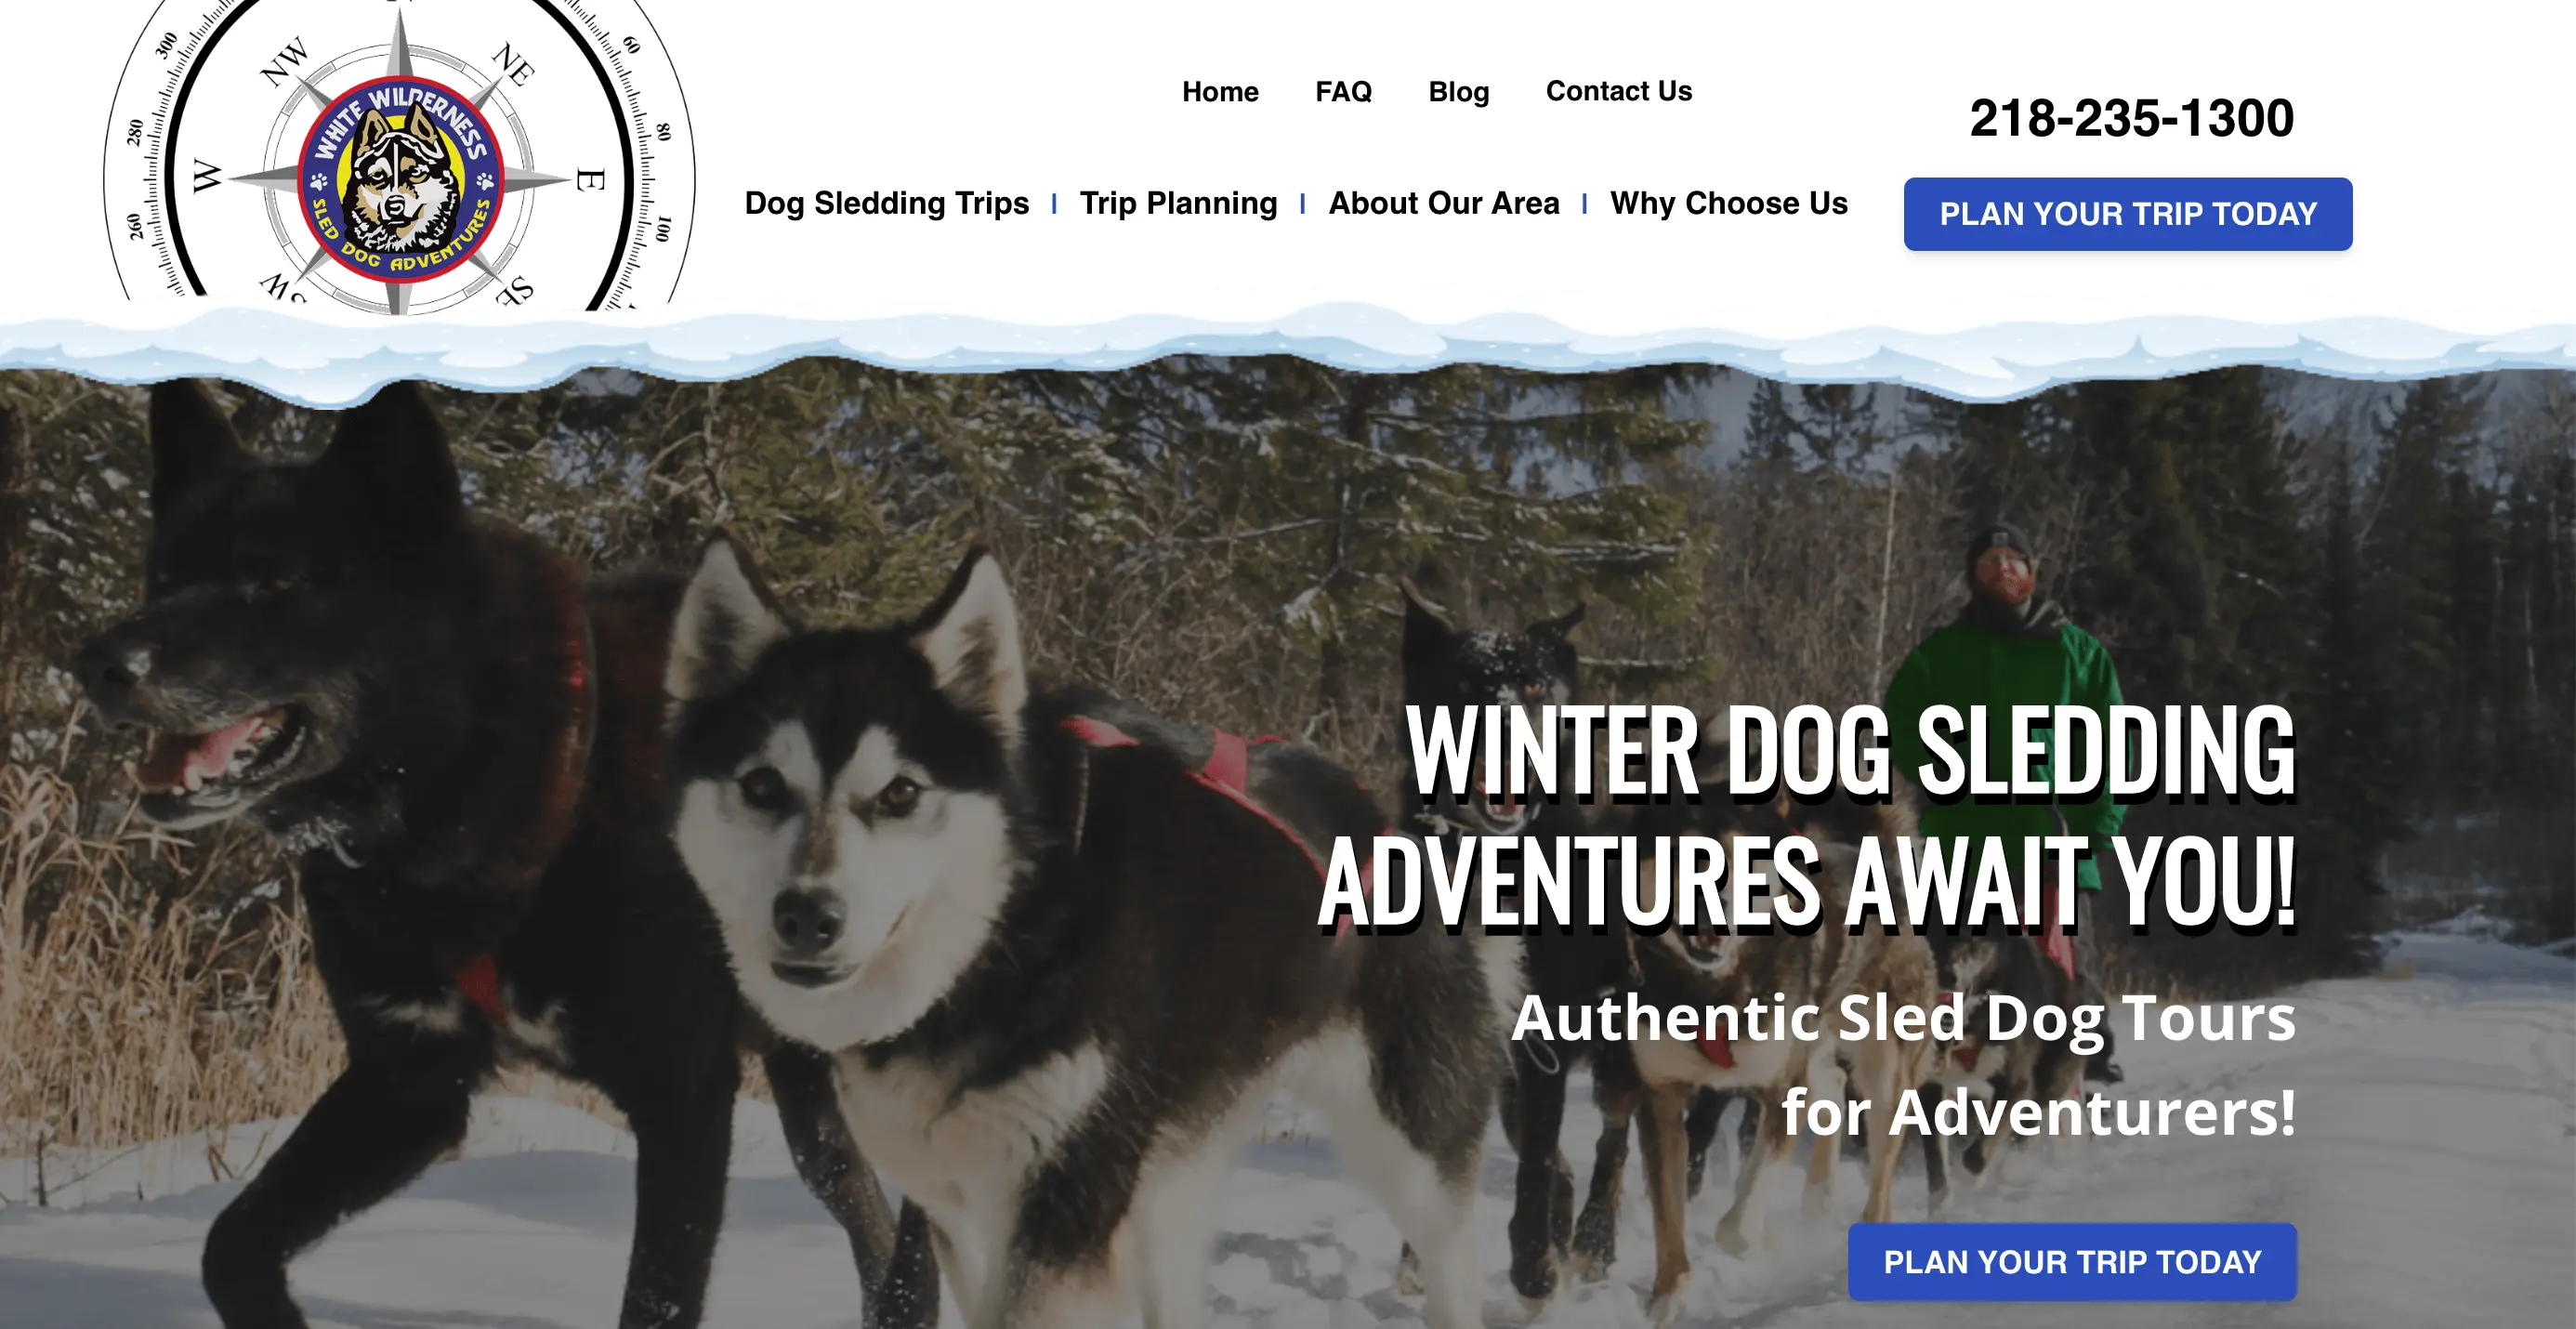 300
NW
NE
60
280
80
W
E
260
100
SW
SE
WHITE WILDERNESS
SLED DOG ADVENTURES
Home FAQ Blog Contact Us
218-235-1300
Dog Sledding Trips | Trip Planning | About Our Area | Why Choose Us
PLAN YOUR TRIP TODAY
WINTER DOG SLEDDING
ADVENTURES AWAIT YOU!
Authentic Sled Dog Tours
for Adventurers!
PLAN YOUR TRIP TODAY